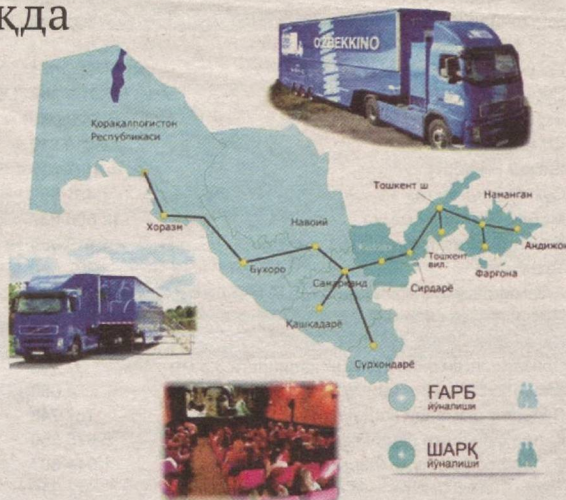 қда
O'ZBEKKINO
Қорақалпоғистон
Республикаси
Тошкент ш
Наманган
Хоразм
Навоий
Андижон
Бухоро
Тошкент
вил.
Фарғона
Самарқанд
Сирдарё
Қашқадарё
Сурхондарё
ҒАРБ
йўналиши
ШАРҚ
йўналиши